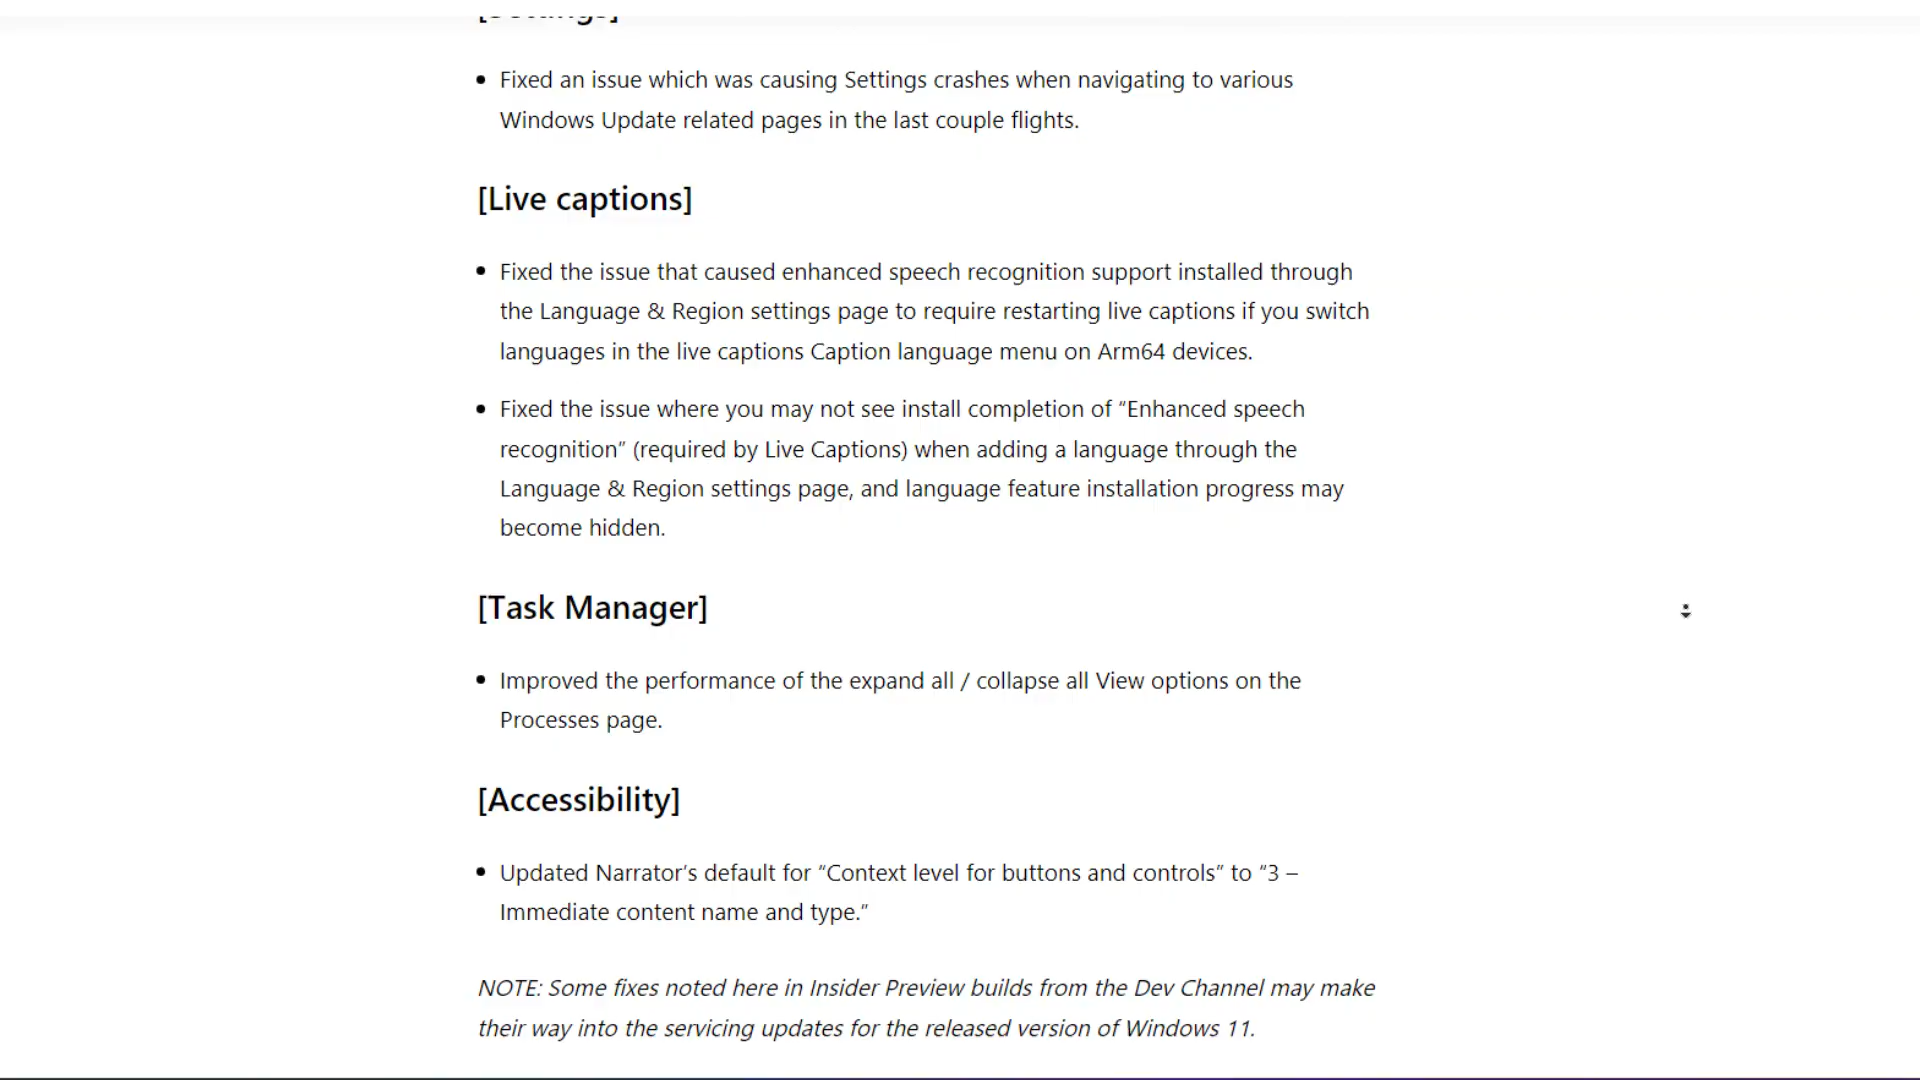 [Settings]
• Fixed an issue which was causing Settings crashes when navigating to various
Windows Update related pages in the last couple flights.
[Live captions]
• Fixed the issue that caused enhanced speech recognition support installed through
the Language & Region settings page to require restarting live captions if you switch
languages in the live captions Caption language menu on Arm64 devices.
• Fixed the issue where you may not see install completion of “Enhanced speech
recognition” (required by Live Captions) when adding a language through the
Language & Region settings page, and language feature installation progress may
become hidden.
[Task Manager]
• Improved the performance of the expand all / collapse all View options on the
Processes page.
[Accessibility]
• Updated Narrator’s default for “Context level for buttons and controls” to “3 –
Immediate content name and type.”
NOTE: Some fixes noted here in Insider Preview builds from the Dev Channel may make
their way into the servicing updates for the released version of Windows 11.